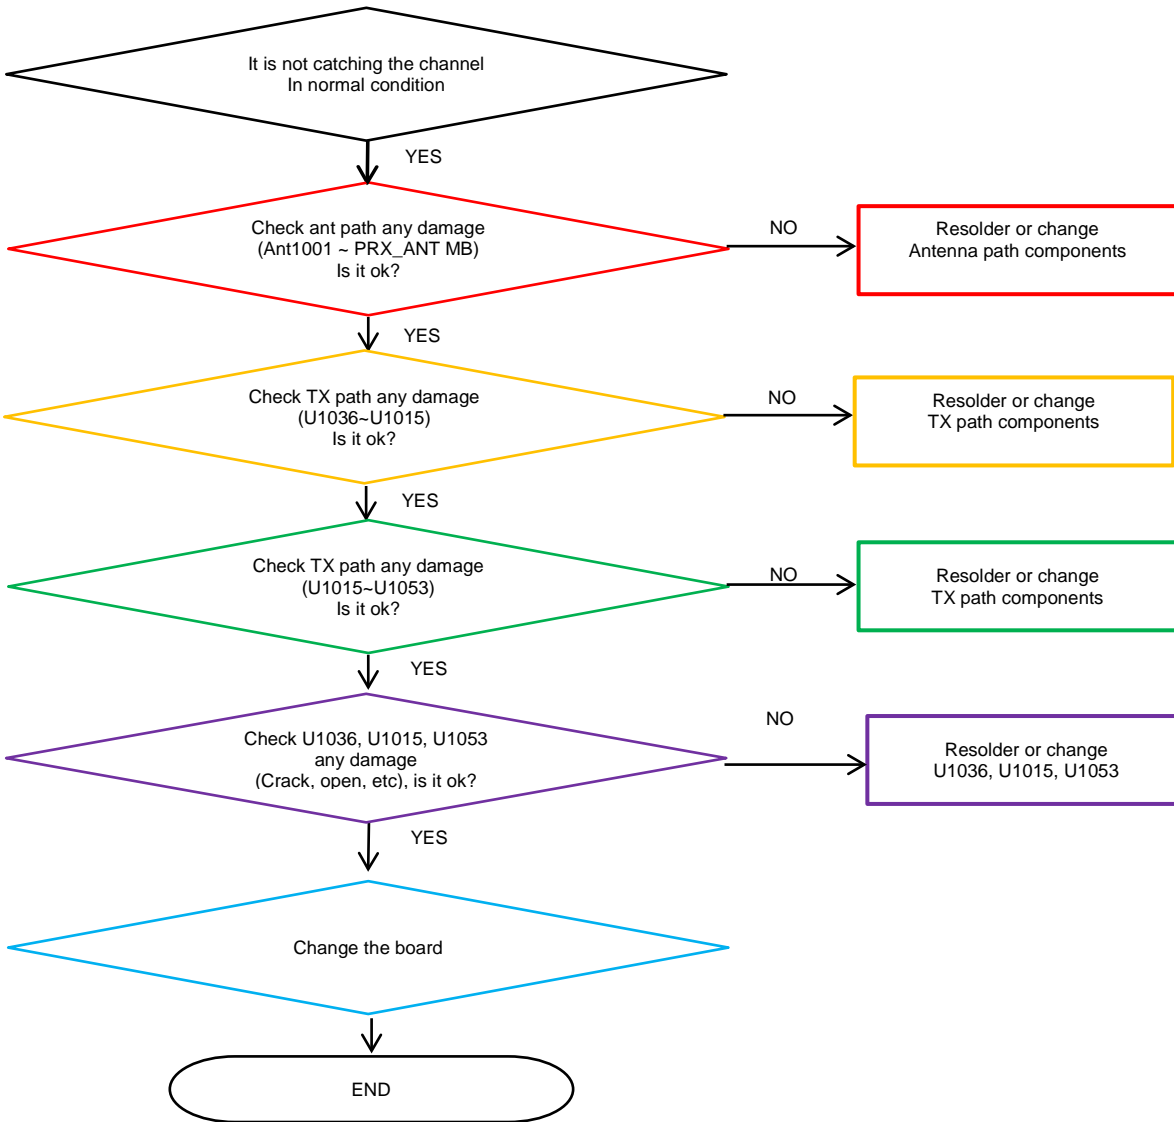 It is not catching the channel
In normal condition
YES
Check ant path any damage
(Ant1001 ~ PRX_ANT MB)
Is it ok?
NO
Resolder or change
Antenna path components
YES
Check TX path any damage
(U1036~U1015)
Is it ok?
NO
Resolder or change
TX path components
YES
Check TX path any damage
(U1015~U1053)
Is it ok?
NO
Resolder or change
TX path components
YES
Check U1036, U1015, U1053
any damage
(Crack, open, etc), is it ok?
NO
Resolder or change
U1036, U1015, U1053
YES
Change the board
END